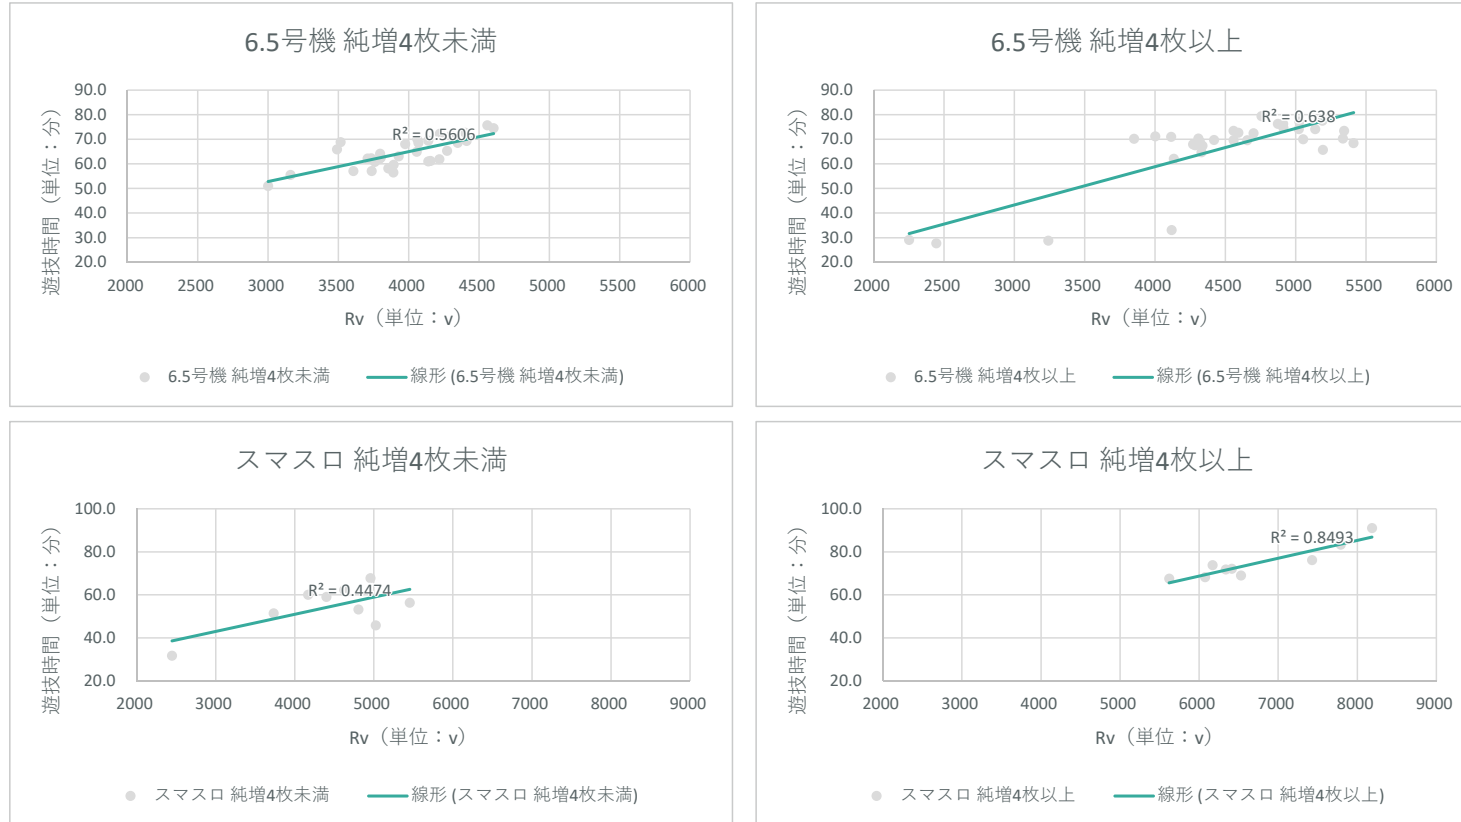 6.5号機 純増4枚未満
90.0
80.0
70.0
60.0
50.0
40.0
30.0
20.0
遊技時間（単位：分）
R² = 0.5606
2000 2500 3000 3500 4000 4500 5000 5500 6000
Rv（単位：v）
6.5号機 純増4枚未満 線形 (6.5号機 純増4枚未満)
6.5号機 純増4枚以上
90.0
80.0
70.0
60.0
50.0
40.0
30.0
20.0
遊技時間（単位：分）
R² = 0.638
2000 2500 3000 3500 4000 4500 5000 5500 6000
Rv（単位：v）
6.5号機 純増4枚以上 線形 (6.5号機 純増4枚以上)
スマスロ 純増4枚未満
100.0
80.0
60.0
40.0
20.0
遊技時間（単位：分）
R² = 0.4474
2000 3000 4000 5000 6000 7000 8000 9000
Rv（単位：v）
スマスロ 純増4枚未満 線形 (スマスロ 純増4枚未満)
スマスロ 純増4枚以上
100.0
80.0
60.0
40.0
20.0
遊技時間（単位：分）
R² = 0.8493
2000 3000 4000 5000 6000 7000 8000 9000
Rv（単位：v）
スマスロ 純増4枚以上 線形 (スマスロ 純増4枚以上)